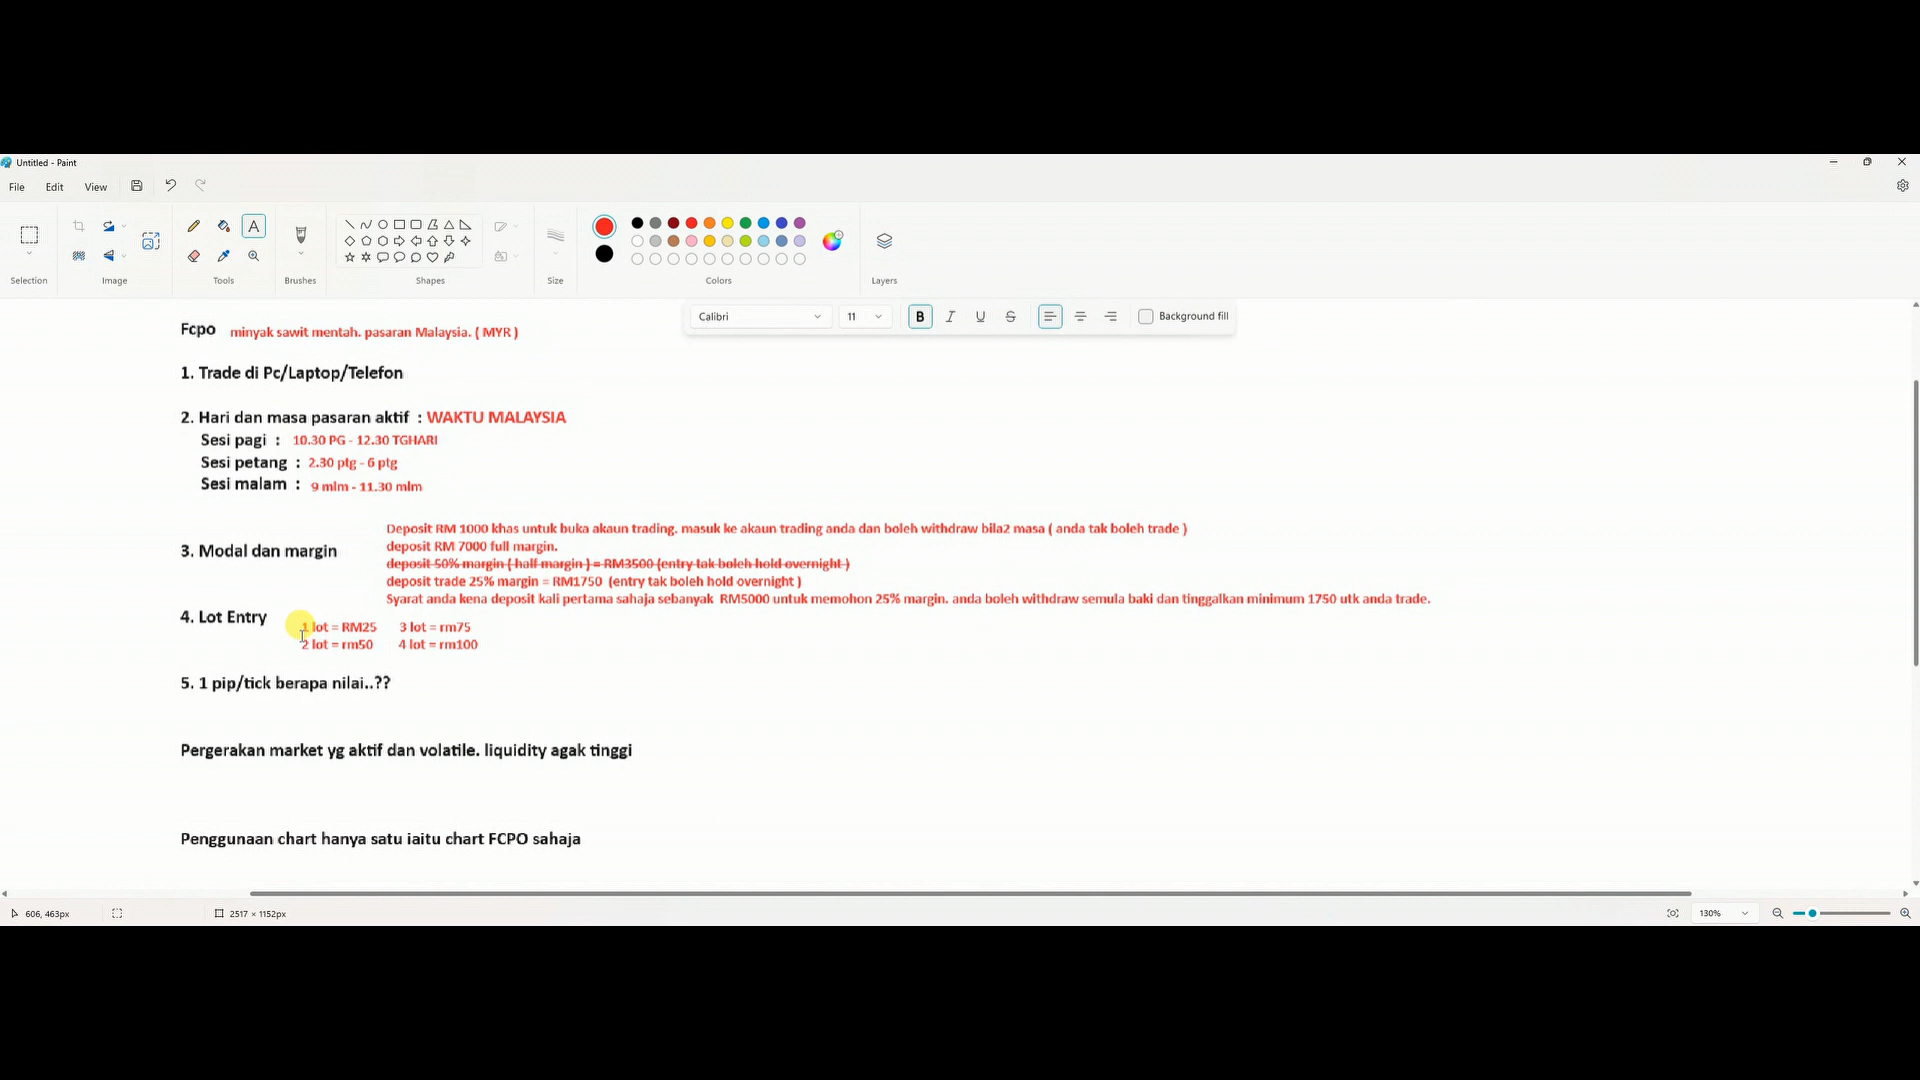 Untitled - Paint
File Edit View
Selection Image Tools Brushes Shapes Size Colors Layers
Calibri 11 B I U S Background fill
Fcpo minyak sawit mentah. pasaran Malaysia. ( MYR )
1. Trade di Pc/Laptop/Telefon
2. Hari dan masa pasaran aktif : WAKTU MALAYSIA
Sesi pagi : 10.30 PG - 12.30 TGHARI
Sesi petang : 2.30 ptg - 6 ptg
Sesi malam : 9 mlm - 11.30 mlm
Deposit RM 1000 khas untuk buka akaun trading. masuk ke akaun trading anda dan boleh withdraw bila2 masa ( anda tak boleh trade )
3. Modal dan margin
deposit RM 7000 full margin.
deposit 50% margin ( half margin ) = RM3500 (entry tak boleh hold overnight )
deposit trade 25% margin = RM1750 (entry tak boleh hold overnight )
Syarat anda kena deposit kali pertama sahaja sebanyak RM5000 untuk memohon 25% margin. anda boleh withdraw semula baki dan tinggalkan minimum 1750 utk anda trade.
4. Lot Entry
1 lot = RM25 3 lot = rm75
2 lot = rm50 4 lot = rm100
5. 1 pip/tick berapa nilai..??
Pergerakan market yg aktif dan volatile. liquidity agak tinggi
Penggunaan chart hanya satu iaitu chart FCPO sahaja
606, 463px 2517 × 1152px 130%